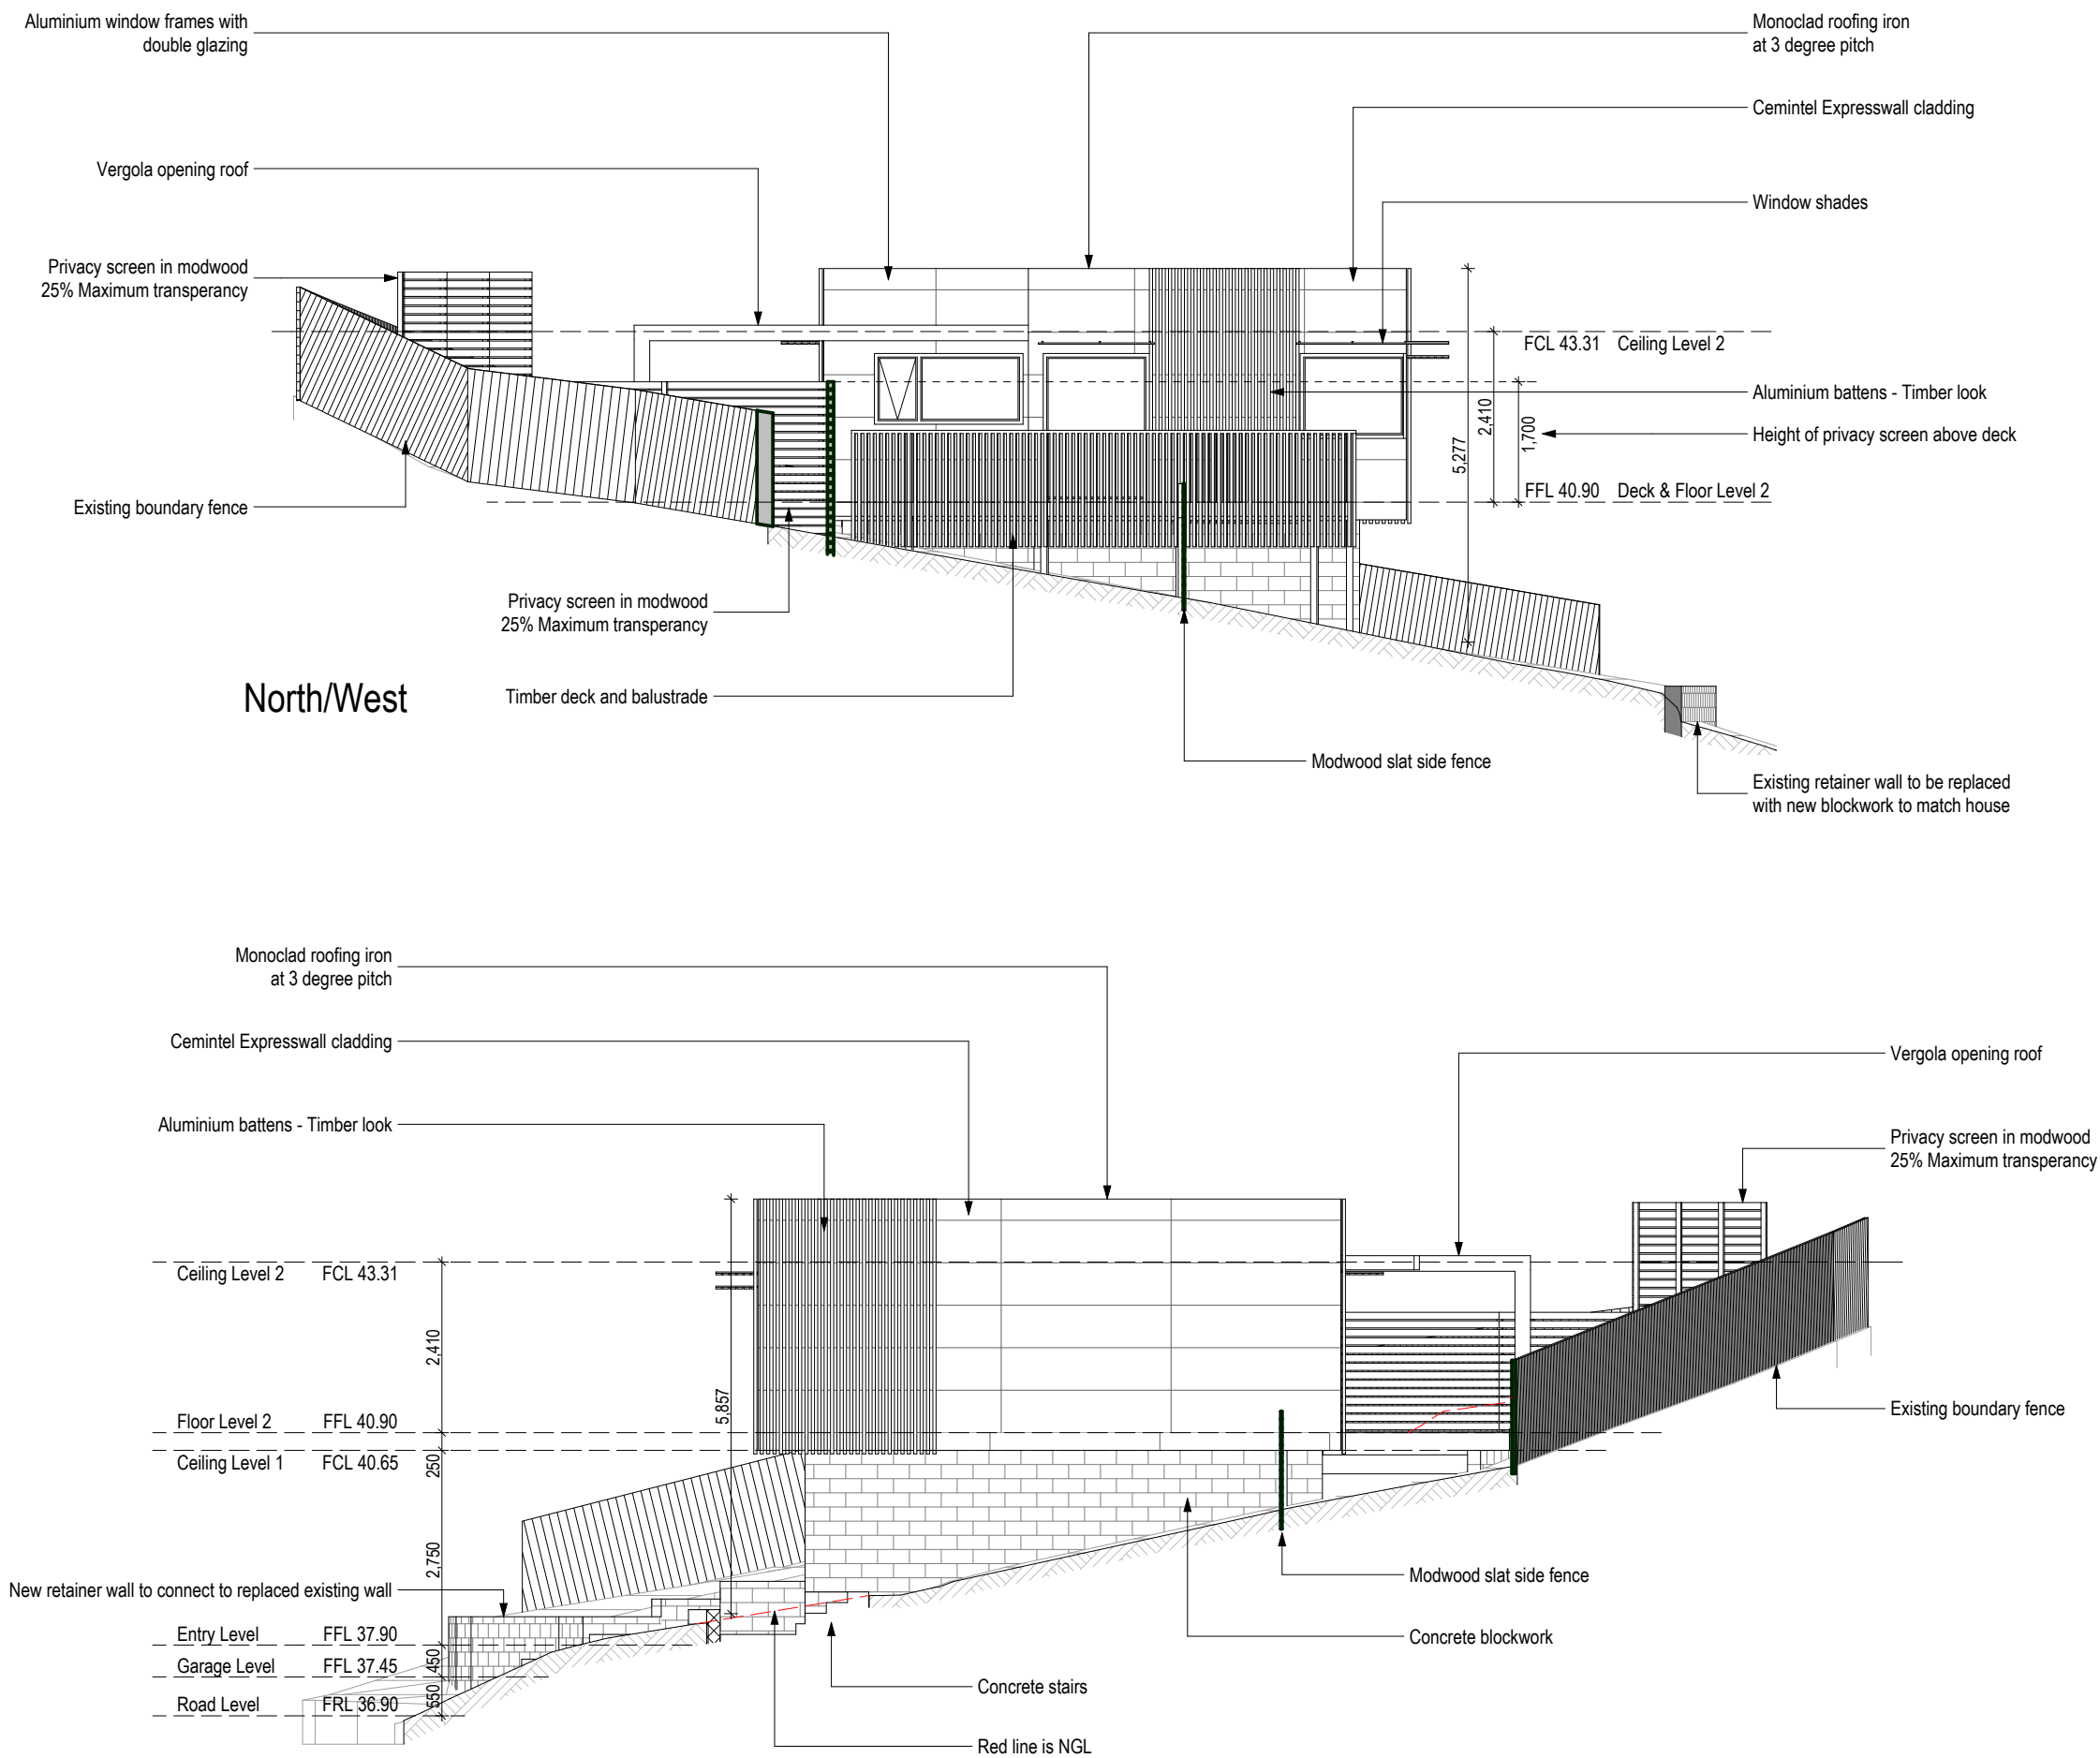 Aluminium window frames with
double glazing
Monoclad roofing iron
at 3 degree pitch
Cemintel Expresswall cladding
Vergola opening roof
Window shades
Privacy screen in modwood
25% Maximum transperancy
FCL 43.31 Ceiling Level 2
Aluminium battens - Timber look
Height of privacy screen above deck
5,277
2,410
1,700
FFL 40.90 Deck & Floor Level 2
Existing boundary fence
Privacy screen in modwood
25% Maximum transperancy
North/West
Timber deck and balustrade
Modwood slat side fence
Existing retainer wall to be replaced
with new blockwork to match house
Monoclad roofing iron
at 3 degree pitch
Cemintel Expresswall cladding
Vergola opening roof
Aluminium battens - Timber look
Privacy screen in modwood
25% Maximum transperancy
Ceiling Level 2 FCL 43.31
2,410
5,857
Floor Level 2 FFL 40.90
Existing boundary fence
Ceiling Level 1 FCL 40.65
250
2,750
New retainer wall to connect to replaced existing wall
Modwood slat side fence
Entry Level FFL 37.90
Concrete blockwork
Garage Level FFL 37.45
450
Concrete stairs
Road Level FRL 36.90
550
Red line is NGL